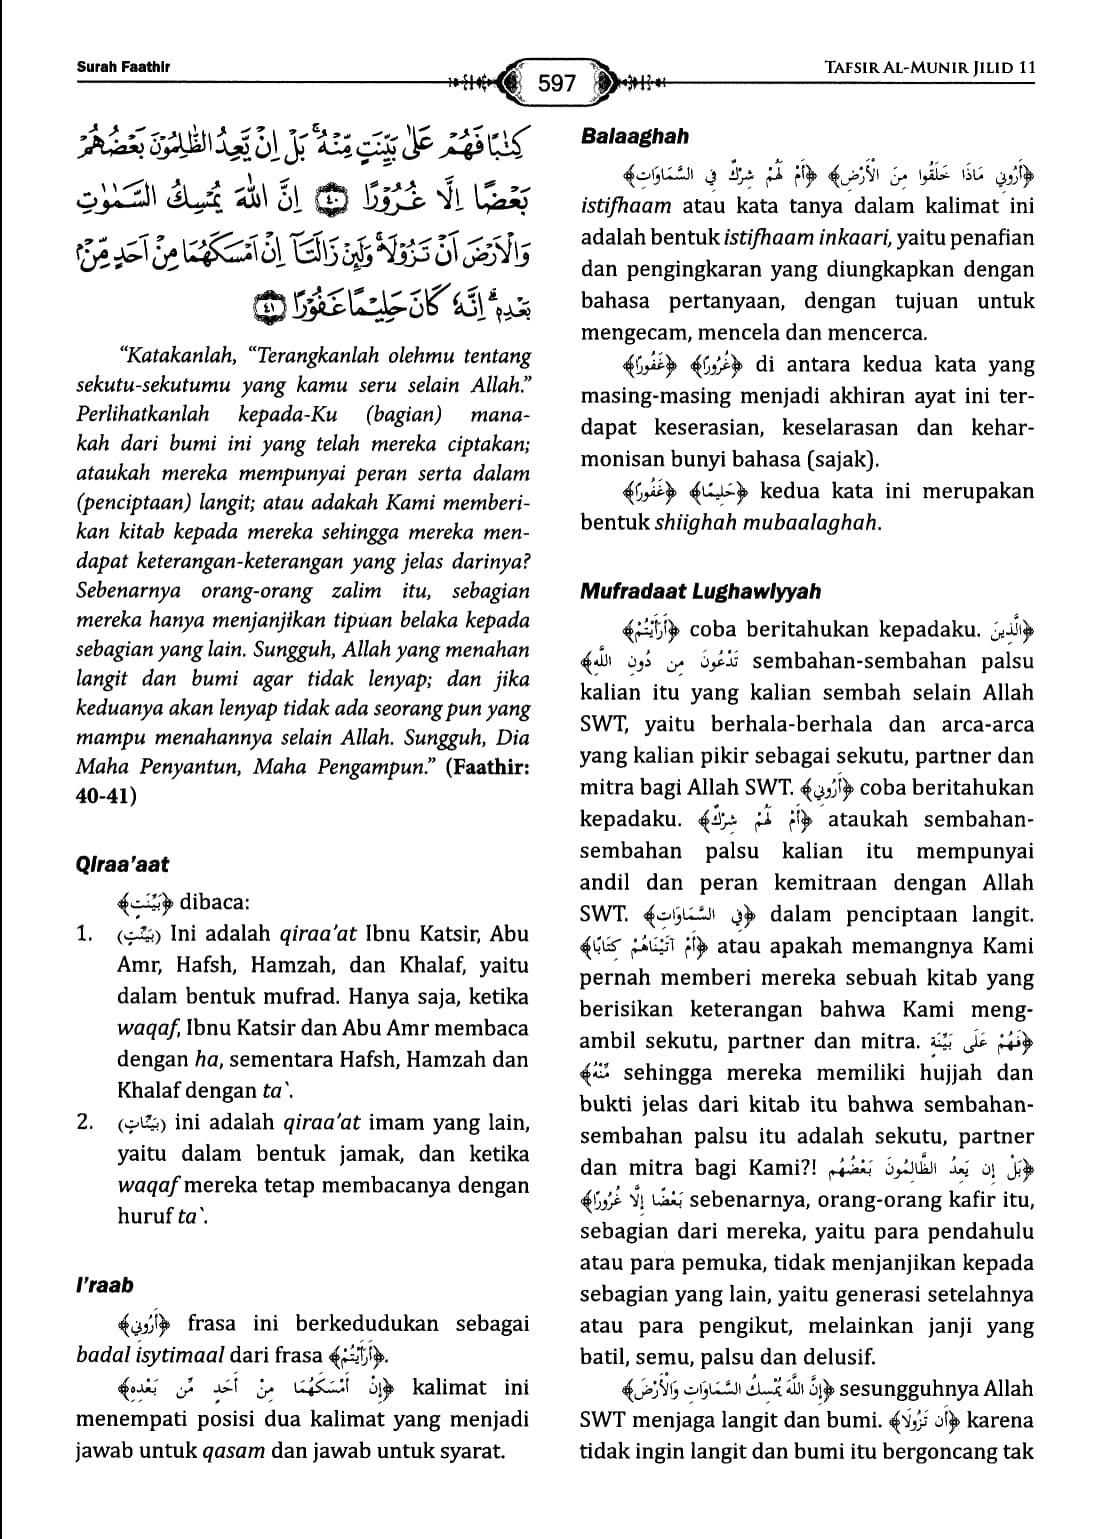 Surah Faathir
597
TAFSIR AL-MUNIR JILID 11
كِتٰبًا فَهُمْ عَلٰى بَيِّنَتٍ مِّنْهُۚ بَلْ اِنْ يَّعِدُ الظّٰلِمُوْنَ بَعْضُهُمْ
بَعْضًا اِلَّا غُرُوْرًا ٤٠ اِنَّ اللّٰهَ يُمْسِكُ السَّمٰوٰتِ
وَالْاَرْضَ اَنْ تَزُوْلَا ەۚ وَلَىِٕنْ زَالَتَآ اِنْ اَمْسَكَهُمَا مِنْ اَحَدٍ مِّنْۢ
بَعْدِهٖۗ اِنَّهٗ كَانَ حَلِيْمًا غَفُوْرًا ٤١
“Katakanlah, “Terangkanlah olehmu tentang
sekutu-sekutumu yang kamu seru selain Allah.”
Perlihatkanlah kepada-Ku (bagian) mana-
kah dari bumi ini yang telah mereka ciptakan;
ataukah mereka mempunyai peran serta dalam
(penciptaan) langit; atau adakah Kami memberi-
kan kitab kepada mereka sehingga mereka men-
dapat keterangan-keterangan yang jelas darinya?
Sebenarnya orang-orang zalim itu, sebagian
mereka hanya menjanjikan tipuan belaka kepada
sebagian yang lain. Sungguh, Allah yang menahan
langit dan bumi agar tidak lenyap; dan jika
keduanya akan lenyap tidak ada seorang pun yang
mampu menahannya selain Allah. Sungguh, Dia
Maha Penyantun, Maha Pengampun.” (Faathir:
40-41)
Qiraa’aat
﴿بَيِّنَتٍ﴾ dibaca:
1. (بَيِّنَتٍ) Ini adalah qiraa’at Ibnu Katsir, Abu
Amr, Hafsh, Hamzah, dan Khalaf, yaitu
dalam bentuk mufrad. Hanya saja, ketika
waqaf, Ibnu Katsir dan Abu Amr membaca
dengan ha, sementara Hafsh, Hamzah dan
Khalaf dengan ta`.
2. (بَيِّنَاتٍ) ini adalah qiraa’at imam yang lain,
yaitu dalam bentuk jamak, dan ketika
waqaf mereka tetap membacanya dengan
huruf ta`.
I’raab
﴿أَرُونِي﴾ frasa ini berkedudukan sebagai
badal isytimaal dari frasa ﴿أَرَأَيْتُمْ﴾.
﴿إِنْ أَمْسَكَهُمَا مِنْ أَحَدٍ مِّن بَعْدِهِ﴾ kalimat ini
menempati posisi dua kalimat yang menjadi
jawab untuk qasam dan jawab untuk syarat.
Balaaghah
﴿أَرُونِي مَاذَا خَلَقُوا مِنَ الْأَرْضِ﴾ ﴿أَمْ لَهُمْ شِرْكٌ فِي السَّمَاوَاتِ﴾
istifhaam atau kata tanya dalam kalimat ini
adalah bentuk istifhaam inkaari, yaitu penafian
dan pengingkaran yang diungkapkan dengan
bahasa pertanyaan, dengan tujuan untuk
mengecam, mencela dan mencerca.
﴿غُرُورًا﴾ ﴿غَفُورًا﴾ di antara kedua kata yang
masing-masing menjadi akhiran ayat ini ter-
dapat keserasian, keselarasan dan kehar-
monisan bunyi bahasa (sajak).
﴿حَلِيمًا﴾ ﴿غَفُورًا﴾ kedua kata ini merupakan
bentuk shiighah mubaalaghah.
Mufradaat Lughawiyyah
﴿أَرَأَيْتُمْ﴾ coba beritahukan kepadaku. ﴿الَّذِينَ
تَدْعُونَ مِن دُونِ اللَّهِ﴾ sembahan-sembahan palsu
kalian itu yang kalian sembah selain Allah
SWT, yaitu berhala-berhala dan arca-arca
yang kalian pikir sebagai sekutu, partner dan
mitra bagi Allah SWT. ﴿أَرُونِي﴾ coba beritahukan
kepadaku. ﴿أَمْ لَهُمْ شِرْكٌ﴾ ataukah sembahan-
sembahan palsu kalian itu mempunyai
andil dan peran kemitraan dengan Allah
SWT. ﴿فِي السَّمَاوَاتِ﴾ dalam penciptaan langit.
﴿أَمْ آتَيْنَاهُمْ كِتَابًا﴾ atau apakah memangnya Kami
pernah memberi mereka sebuah kitab yang
berisikan keterangan bahwa Kami meng-
ambil sekutu, partner dan mitra. ﴿فَهُمْ عَلَى بَيِّنَةٍ
مِّنْهُ﴾ sehingga mereka memiliki hujjah dan
bukti jelas dari kitab itu bahwa sembahan-
sembahan palsu itu adalah sekutu, partner
dan mitra bagi Kami?! ﴿بَلْ إِن يَعِدُ الظَّالِمُونَ بَعْضُهُم
بَعْضًا إِلَّا غُرُورًا﴾ sebenarnya, orang-orang kafir itu,
sebagian dari mereka, yaitu para pendahulu
atau para pemuka, tidak menjanjikan kepada
sebagian yang lain, yaitu generasi setelahnya
atau para pengikut, melainkan janji yang
batil, semu, palsu dan delusif.
﴿إِنَّ اللَّهَ يُمْسِكُ السَّمَاوَاتِ وَالْأَرْضَ﴾ sesungguhnya Allah
SWT menjaga langit dan bumi. ﴿أَن تَزُولَا﴾ karena
tidak ingin langit dan bumi itu bergoncang tak